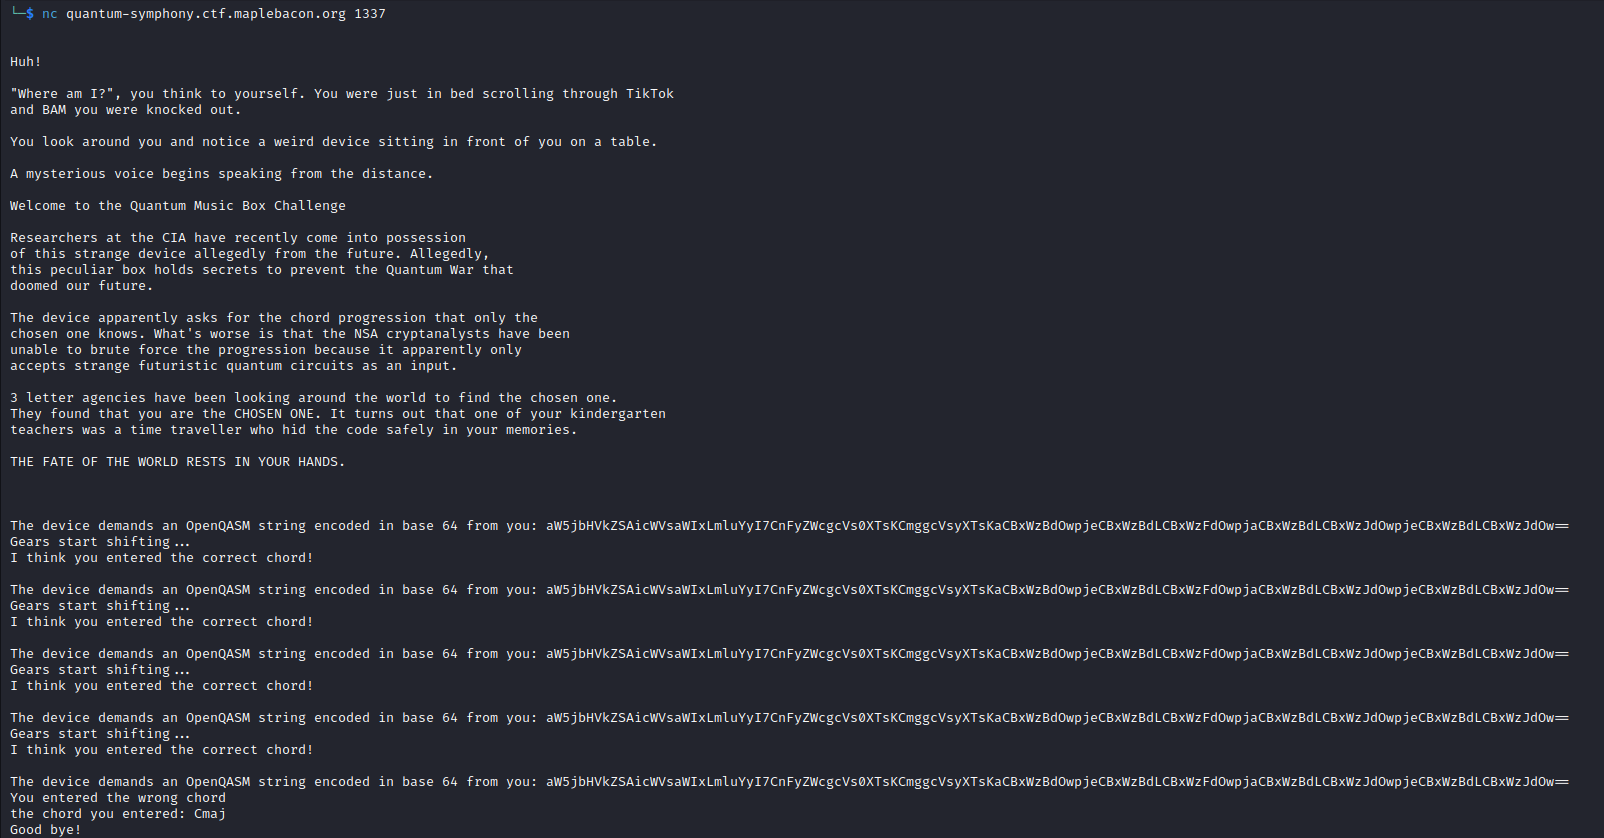 └─$ nc quantum-symphony.ctf.maplebacon.org 1337
Huh!
"Where am I?", you think to yourself. You were just in bed scrolling through TikTok
and BAM you were knocked out.
You look around you and notice a weird device sitting in front of you on a table.
A mysterious voice begins speaking from the distance.
Welcome to the Quantum Music Box Challenge
Researchers at the CIA have recently come into possession
of this strange device allegedly from the future. Allegedly,
this peculiar box holds secrets to prevent the Quantum War that
doomed our future.
The device apparently asks for the chord progression that only the
chosen one knows. What's worse is that the NSA cryptanalysts have been
unable to brute force the progression because it apparently only
accepts strange futuristic quantum circuits as an input.
3 letter agencies have been looking around the world to find the chosen one.
They found that you are the CHOSEN ONE. It turns out that one of your kindergarten
teachers was a time traveller who hid the code safely in your memories.
THE FATE OF THE WORLD RESTS IN YOUR HANDS.
The device demands an OpenQASM string encoded in base 64 from you: aW5jbHVkZSAicWVsaWIxLmluYyI7CnFyZWcgcVs0XTsKCmggcVsyXTsKaCBxWzBdOwpjeCBxWzBdLCBxWzFdOwpjaCBxWzBdLCBxWzJdOwpjeCBxWzBdLCBxWzJdOw==
Gears start shifting...
I think you entered the correct chord!
The device demands an OpenQASM string encoded in base 64 from you: aW5jbHVkZSAicWVsaWIxLmluYyI7CnFyZWcgcVs0XTsKCmggcVsyXTsKaCBxWzBdOwpjeCBxWzBdLCBxWzFdOwpjaCBxWzBdLCBxWzJdOwpjeCBxWzBdLCBxWzJdOw==
Gears start shifting...
I think you entered the correct chord!
The device demands an OpenQASM string encoded in base 64 from you: aW5jbHVkZSAicWVsaWIxLmluYyI7CnFyZWcgcVs0XTsKCmggcVsyXTsKaCBxWzBdOwpjeCBxWzBdLCBxWzFdOwpjaCBxWzBdLCBxWzJdOwpjeCBxWzBdLCBxWzJdOw==
Gears start shifting...
I think you entered the correct chord!
The device demands an OpenQASM string encoded in base 64 from you: aW5jbHVkZSAicWVsaWIxLmluYyI7CnFyZWcgcVs0XTsKCmggcVsyXTsKaCBxWzBdOwpjeCBxWzBdLCBxWzFdOwpjaCBxWzBdLCBxWzJdOwpjeCBxWzBdLCBxWzJdOw==
Gears start shifting...
I think you entered the correct chord!
The device demands an OpenQASM string encoded in base 64 from you: aW5jbHVkZSAicWVsaWIxLmluYyI7CnFyZWcgcVs0XTsKCmggcVsyXTsKaCBxWzBdOwpjeCBxWzBdLCBxWzFdOwpjaCBxWzBdLCBxWzJdOwpjeCBxWzBdLCBxWzJdOw==
You entered the wrong chord
the chord you entered: Cmaj
Good bye!